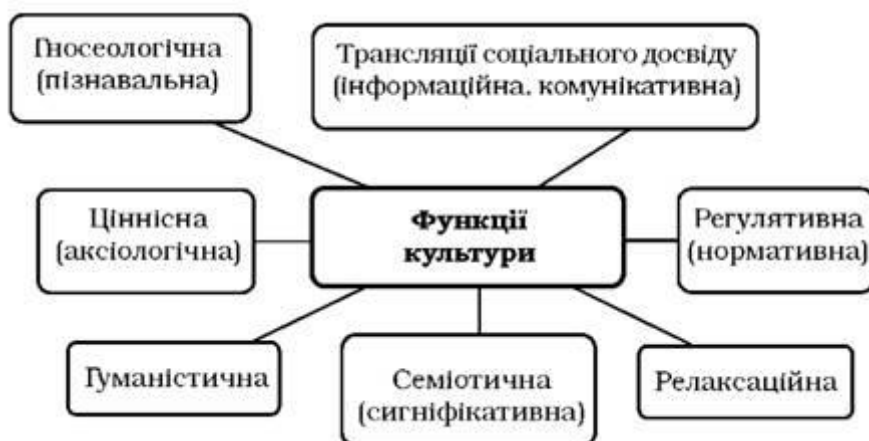 Гносеологічна
(пізнавальна)
Трансляції соціального досвіду
(інформаційна, комунікативна)
Ціннісна
(аксіологічна)
Функції
культури
Регулятивна
(нормативна)
Гуманістична
Семіотична
(сигніфікативна)
Релаксаційна